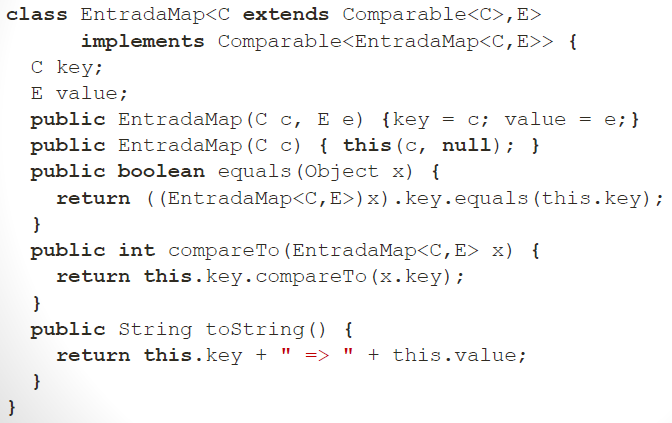 class EntradaMap<C extends Comparable<C>,E>
      implements Comparable<EntradaMap<C,E>> {
  C key;
  E value;
  public EntradaMap(C c, E e) {key = c; value = e;}
  public EntradaMap(C c) { this(c, null); }
  public boolean equals(Object x) {
    return ((EntradaMap<C,E>)x).key.equals(this.key);
  }
  public int compareTo(EntradaMap<C,E> x) {
    return this.key.compareTo(x.key);
  }
  public String toString() {
    return this.key + " => " + this.value;
  }
}